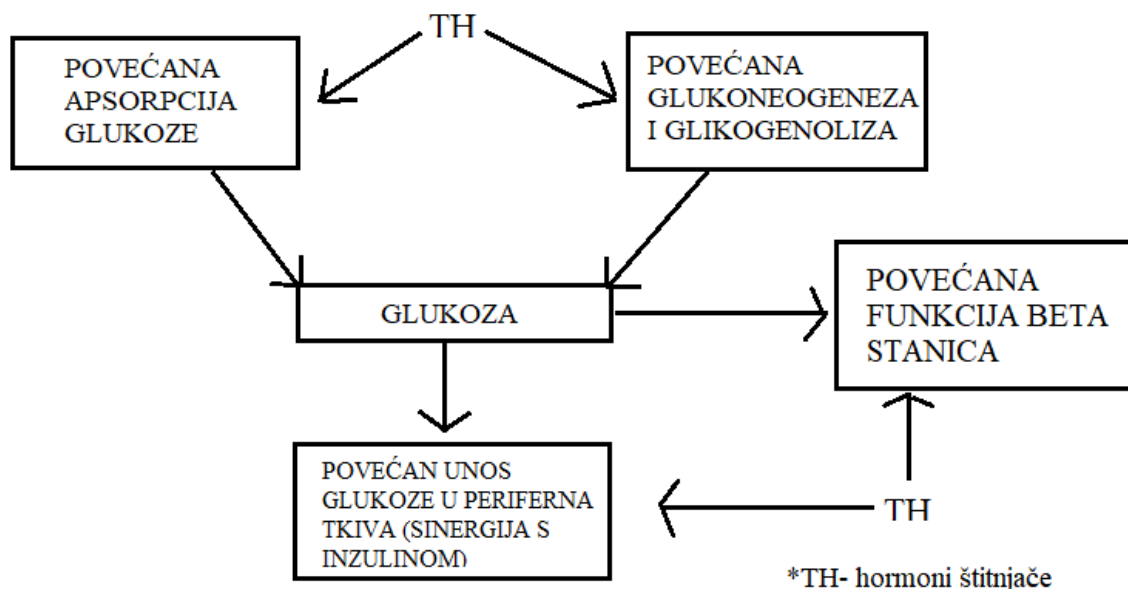 TH
POVEĆANA
APSORPCIJA
GLUKOZE
POVEĆANA
GLUKONEOGENEZA
I GLIKOGENOLIZA
GLUKOZA
POVEĆANA
FUNKCIJA BETA
STANICA
POVEĆAN UNOS
GLUKOZE U PERIFERNA
TKIVA (SINERGIJA S
INZULINOM)
TH
*TH- hormoni štitnjače